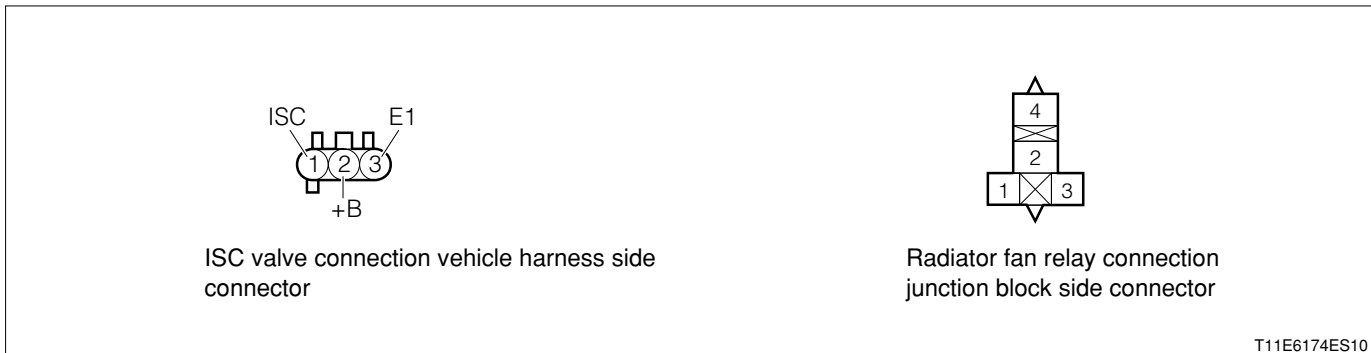 ISC E1
1 2 3
+B
ISC valve connection vehicle harness side
connector
4
2
1 3
Radiator fan relay connection
junction block side connector
T11E6174ES10